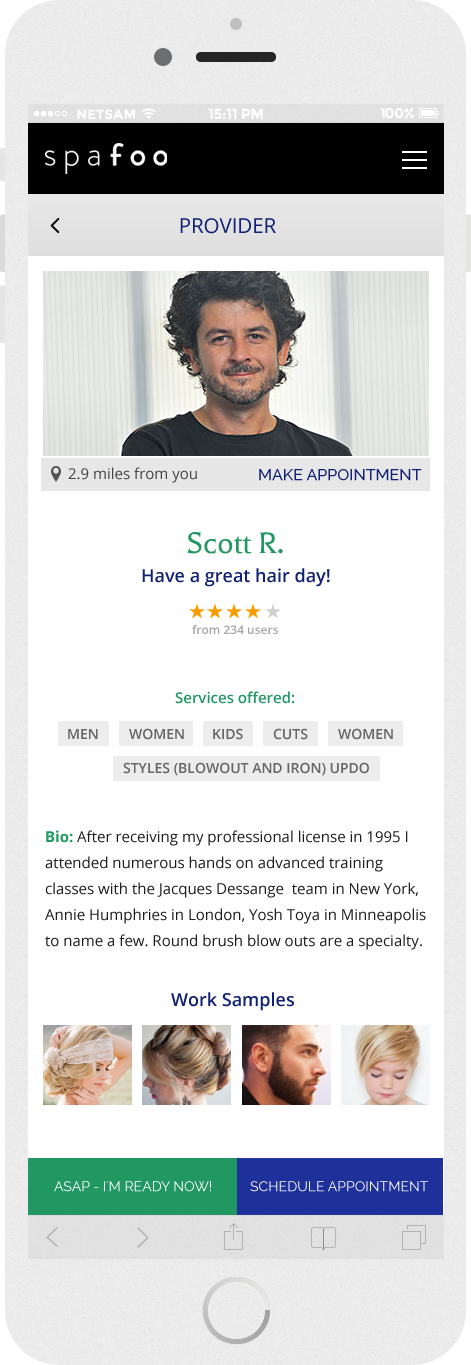 NETSAM 15:11 PM 100%
spafoo
PROVIDER
2.9 miles from you MAKE APPOINTMENT
Scott R.
Have a great hair day!
from 234 users
Services offered:
MEN WOMEN KIDS CUTS WOMEN
STYLES (BLOWOUT AND IRON) UPDO
Bio: After receiving my professional license in 1995 I
attended numerous hands on advanced training
classes with the Jacques Dessange team in New York,
Annie Humphries in London, Yosh Toya in Minneapolis
to name a few. Round brush blow outs are a specialty.
Work Samples
ASAP - I'M READY NOW! SCHEDULE APPOINTMENT